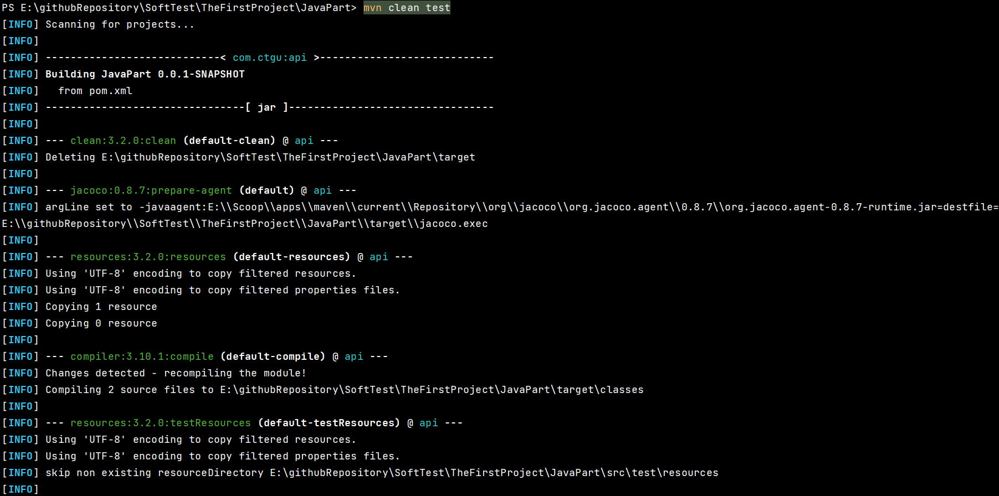 PS E:\githubRepository\SoftTest\TheFirstProject\JavaPart> mvn clean test
[INFO] Scanning for projects...
[INFO]
[INFO] ----------------------------< com.ctgu:api >----------------------------
[INFO] Building JavaPart 0.0.1-SNAPSHOT
[INFO]   from pom.xml
[INFO] --------------------------------[ jar ]---------------------------------
[INFO]
[INFO] --- clean:3.2.0:clean (default-clean) @ api ---
[INFO] Deleting E:\githubRepository\SoftTest\TheFirstProject\JavaPart\target
[INFO]
[INFO] --- jacoco:0.8.7:prepare-agent (default) @ api ---
[INFO] argLine set to -javaagent:E:\\Scoop\\apps\\maven\\current\\Repository\\org\\jacoco\\org.jacoco.agent\\0.8.7\\org.jacoco.agent-0.8.7-runtime.jar=destfile=
E:\\githubRepository\\SoftTest\\TheFirstProject\\JavaPart\\target\\jacoco.exec
[INFO]
[INFO] --- resources:3.2.0:resources (default-resources) @ api ---
[INFO] Using 'UTF-8' encoding to copy filtered resources.
[INFO] Using 'UTF-8' encoding to copy filtered properties files.
[INFO] Copying 1 resource
[INFO] Copying 0 resource
[INFO]
[INFO] --- compiler:3.10.1:compile (default-compile) @ api ---
[INFO] Changes detected - recompiling the module!
[INFO] Compiling 2 source files to E:\githubRepository\SoftTest\TheFirstProject\JavaPart\target\classes
[INFO]
[INFO] --- resources:3.2.0:testResources (default-testResources) @ api ---
[INFO] Using 'UTF-8' encoding to copy filtered resources.
[INFO] Using 'UTF-8' encoding to copy filtered properties files.
[INFO] skip non existing resourceDirectory E:\githubRepository\SoftTest\TheFirstProject\JavaPart\src\test\resources
[INFO]